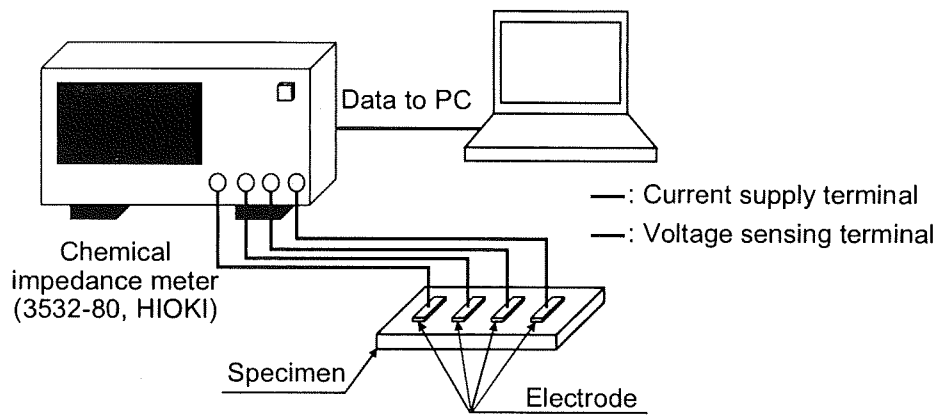 Data to PC
: Current supply terminal
: Voltage sensing terminal
Chemical
impedance meter
(3532-80, HIOKI)
Specimen
Electrode